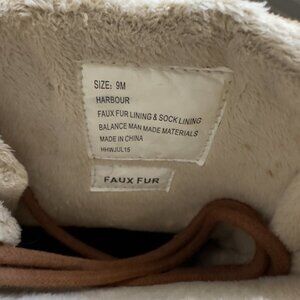 SIZE: 9M
HARBOUR
FAUX FUR LINING & SOCK LINING
BALANCE MAN MADE MATERIALS
MADE IN CHINA
HHWJUL15
FAUX FUR